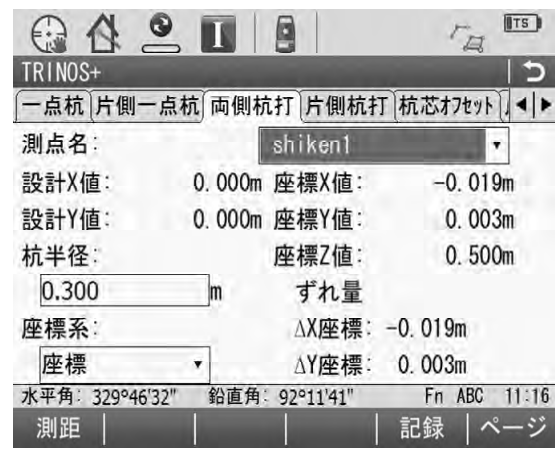 TS
TRINOS+
一点杭 片側一点杭 両側杭打 片側杭打 杭芯オフセット
測点名: shiken1
設計X値: 0.000m 座標X値: -0.019m
設計Y値: 0.000m 座標Y値: 0.003m
杭半径: 座標Z値: 0.500m
0.300 m ずれ量
座標系: ΔX座標: -0.019m
座標 ΔY座標: 0.003m
水平角: 329°46'32" 鉛直角: 92°11'41" Fn ABC 11:16
測距 記録 ページ